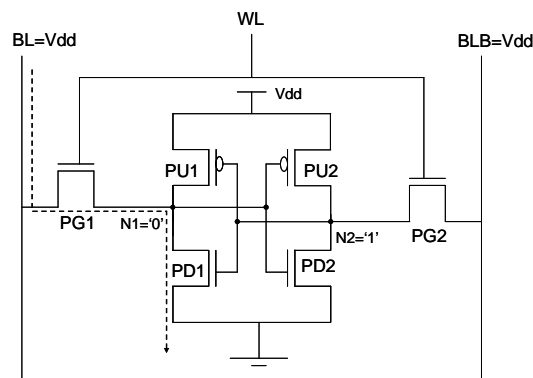 WL
BL=Vdd
BLB=Vdd
Vdd
PU1
PU2
PG1
N1='0'
N2='1'
PG2
PD1
PD2